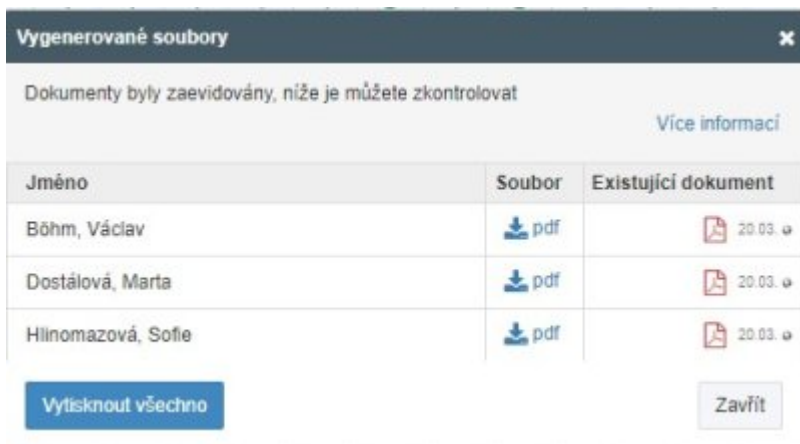 Vygenerované soubory
Dokumenty byly zaevidovány, níže je můžete zkontrolovat
Více informací
Jméno Soubor Existující dokument
Böhm, Václav pdf 20.03.
Dostálová, Marta pdf 20.03.
Hlinomazová, Sofie pdf 20.03.
Vytisknout všechno Zavřít